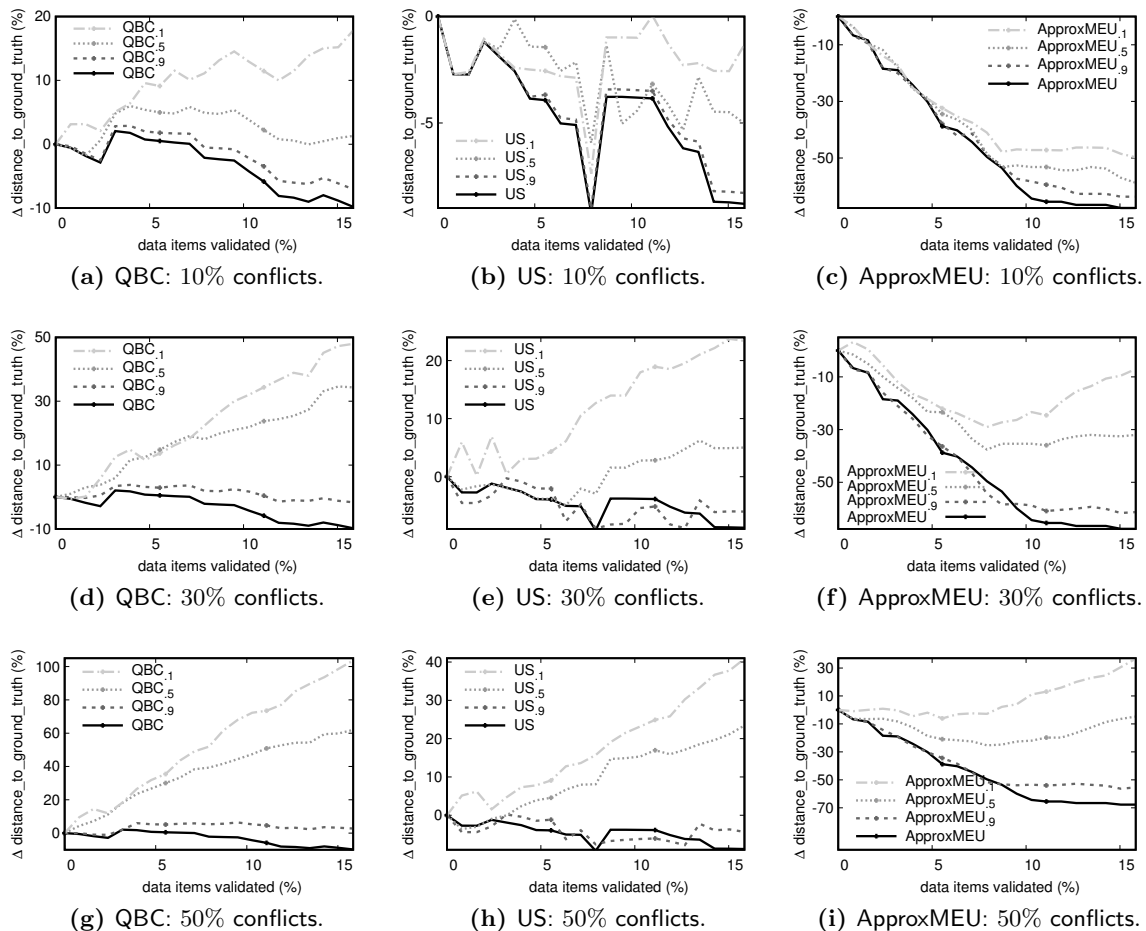 20
10
0
-10
Δ distance_to_ground_truth (%)
QBC.1
QBC.5
QBC.9
QBC
0 5 10 15
data items validated (%)
(a) QBC: 10% conflicts.
0
-5
Δ distance_to_ground_truth (%)
US.1
US.5
US.9
US
0 5 10 15
data items validated (%)
(b) US: 10% conflicts.
-10
-30
-50
Δ distance_to_ground_truth (%)
ApproxMEU.1
ApproxMEU.5
ApproxMEU.9
ApproxMEU
0 5 10 15
data items validated (%)
(c) ApproxMEU: 10% conflicts.
50
30
10
-10
Δ distance_to_ground_truth (%)
QBC.1
QBC.5
QBC.9
QBC
0 5 10 15
data items validated (%)
(d) QBC: 30% conflicts.
20
10
0
Δ distance_to_ground_truth (%)
US.1
US.5
US.9
US
0 5 10 15
data items validated (%)
(e) US: 30% conflicts.
-10
-30
-50
Δ distance_to_ground_truth (%)
ApproxMEU.1
ApproxMEU.5
ApproxMEU.9
ApproxMEU
0 5 10 15
data items validated (%)
(f) ApproxMEU: 30% conflicts.
100
80
60
40
20
0
Δ distance_to_ground_truth (%)
QBC.1
QBC.5
QBC.9
QBC
0 5 10 15
data items validated (%)
(g) QBC: 50% conflicts.
40
30
20
10
0
Δ distance_to_ground_truth (%)
US.1
US.5
US.9
US
0 5 10 15
data items validated (%)
(h) US: 50% conflicts.
30
10
-10
-30
-50
-70
Δ distance_to_ground_truth (%)
ApproxMEU.1
ApproxMEU.5
ApproxMEU.9
ApproxMEU
0 5 10 15
data items validated (%)
(i) ApproxMEU: 50% conflicts.